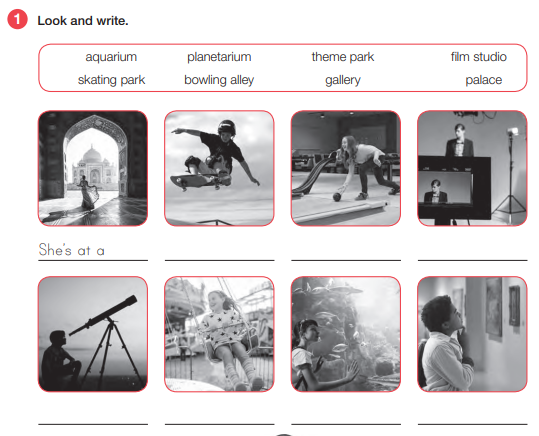 1 Look and write.
aquarium planetarium theme park film studio
skating park bowling alley gallery palace
She's at a